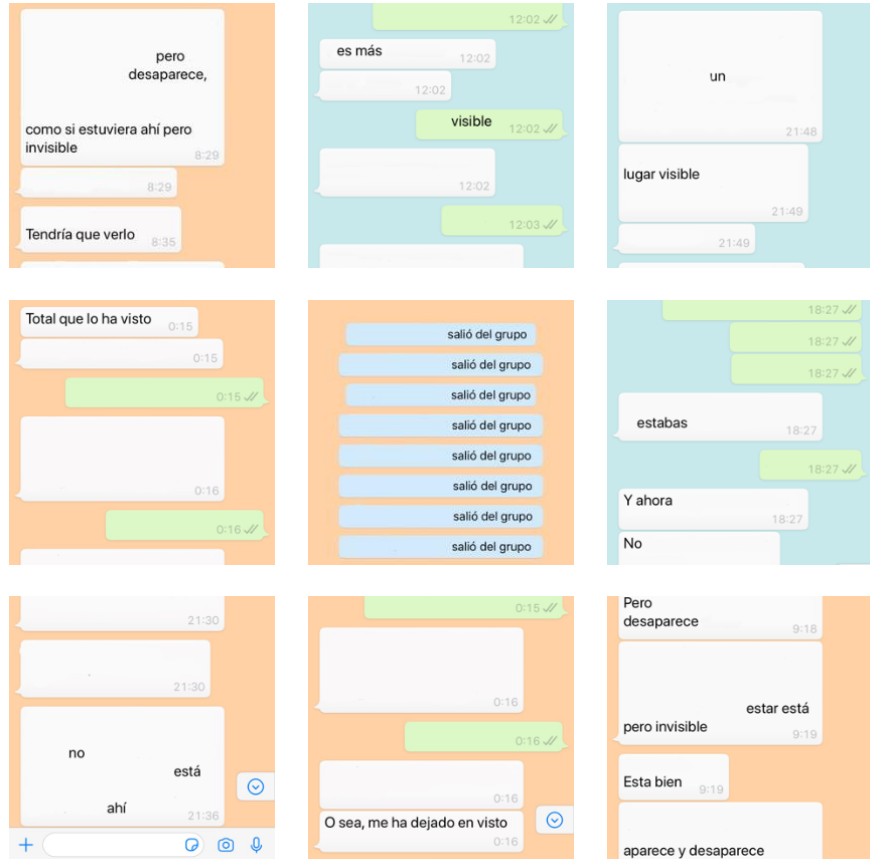 pero
desaparece,
como si estuviera ahí pero
invisible
8:29
8:29
Tendría que verlo
8:35
12:02
es más
12:02
12:02
visible
12:02
12:02
12:03
un
21:48
lugar visible
21:49
21:49
Total que lo ha visto
0:15
0:15
0:15
0:16
0:16
salió del grupo
salió del grupo
salió del grupo
salió del grupo
salió del grupo
salió del grupo
salió del grupo
salió del grupo
18:27
18:27
18:27
estabas
18:27
18:27
Y ahora
18:27
No
21:30
21:30
no
está
ahí
21:36
0:15
0:16
0:16
0:16
O sea, me ha dejado en visto
0:16
Pero
desaparece
9:18
estar está
pero invisible
9:19
Esta bien
9:19
aparece y desaparece